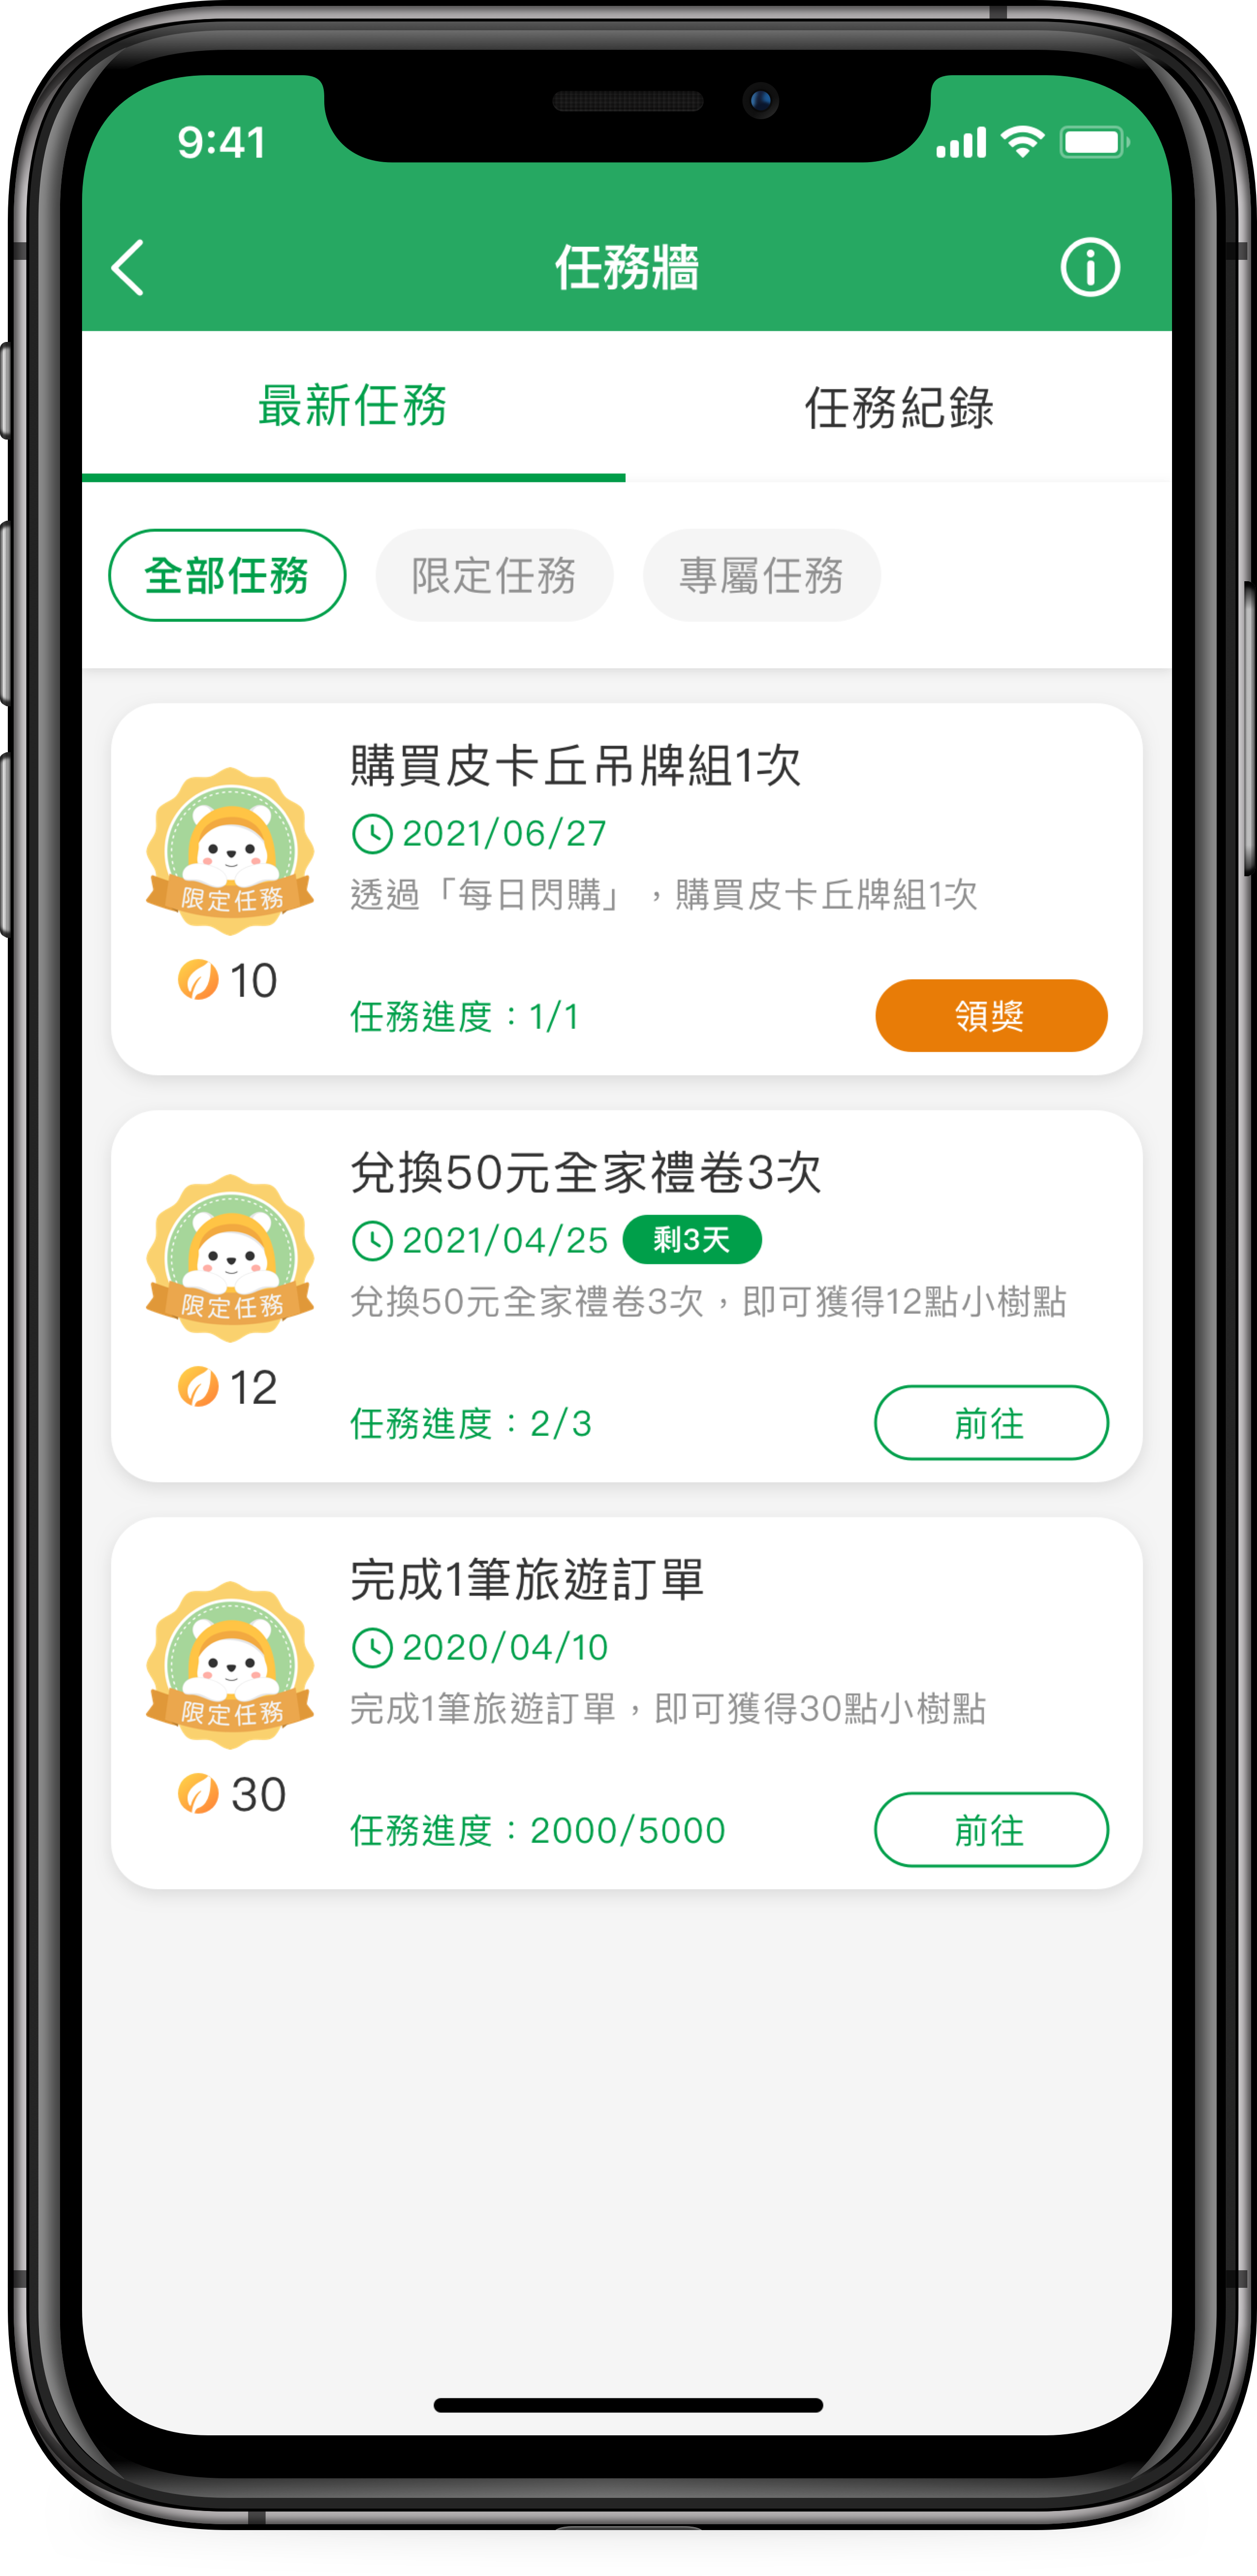 9:41
任務牆
最新任務
任務紀錄
全部任務
限定任務
專屬任務
購買皮卡丘吊牌組1次
2021/06/27
透過「每日閃購」，購買皮卡丘牌組1次
限定任務
10
任務進度：1/1
領獎
兌換50元全家禮卷3次
2021/04/25
剩3天
兌換50元全家禮卷3次，即可獲得12點小樹點
限定任務
12
任務進度：2/3
前往
完成1筆旅遊訂單
2020/04/10
完成1筆旅遊訂單，即可獲得30點小樹點
限定任務
30
任務進度：2000/5000
前往